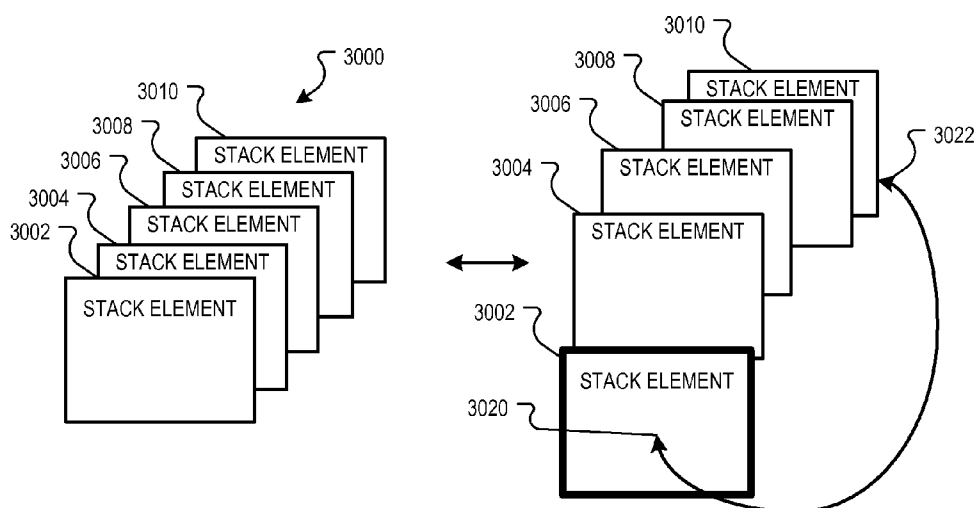 3000
3010
STACK ELEMENT
3008
STACK ELEMENT
3006
STACK ELEMENT
3004
STACK ELEMENT
3002
STACK ELEMENT
3010
STACK ELEMENT
3008
STACK ELEMENT
3006
STACK ELEMENT
3022
3004
STACK ELEMENT
3002
STACK ELEMENT
3020